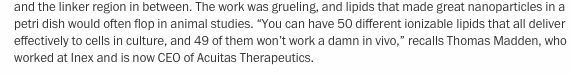 and the linker region in between. The work was grueling, and lipids that made great nanoparticles in a
petri dish would often flop in animal studies. “You can have 50 different ionizable lipids that all deliver
effectively to cells in culture, and 49 of them won’t work a damn in vivo,” recalls Thomas Madden, who
worked at Inex and is now CEO of Acuitas Therapeutics.